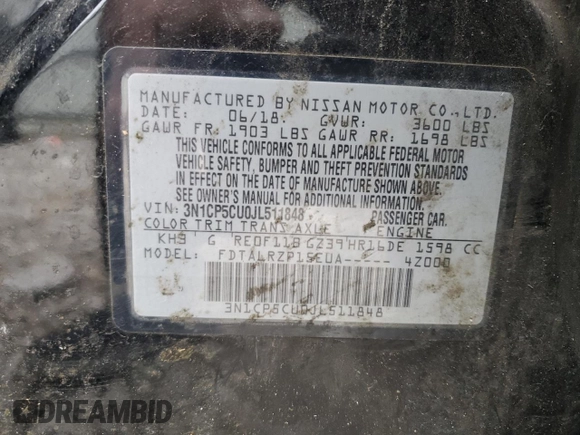 MANUFACTURED BY NISSAN MOTOR CO.,LTD.
DATE: 06/18 GVWR: 3600 LBS
GAWR FR: 1903 LBS GAWR RR: 1698 LBS
THIS VEHICLE CONFORMS TO ALL APPLICABLE FEDERAL MOTOR
VEHICLE SAFETY, BUMPER AND THEFT PREVENTION STANDARDS
IN EFFECT ON THE DATE OF MANUFACTURE SHOWN ABOVE.
SEE OWNER'S MANUAL FOR ADDITIONAL INFORMATION.
VIN: 3N1CP5CU0JL511848 PASSENGER CAR.
COLOR TRIM TRANS AXLE ENGINE
KH3 G RE0F11B GZ39 HR16DE 1598 CC
MODEL: FDTALRZP15EUA----- 4Z000
3N1CP5CU0JL511848
DREAMBID